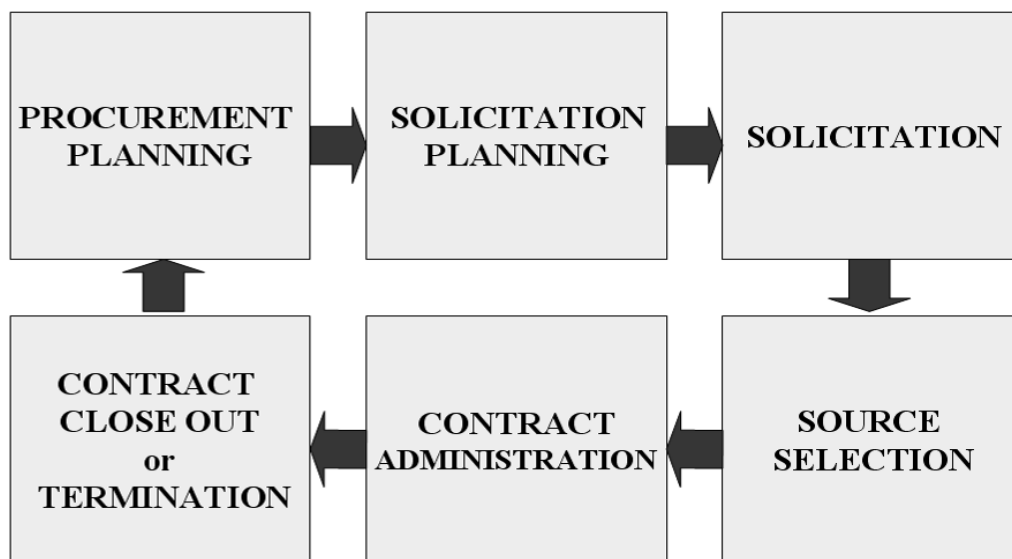 PROCUREMENT
PLANNING
SOLICITATION
PLANNING
SOLICITATION
SOURCE
SELECTION
CONTRACT
ADMINISTRATION
CONTRACT
CLOSE OUT
or
TERMINATION